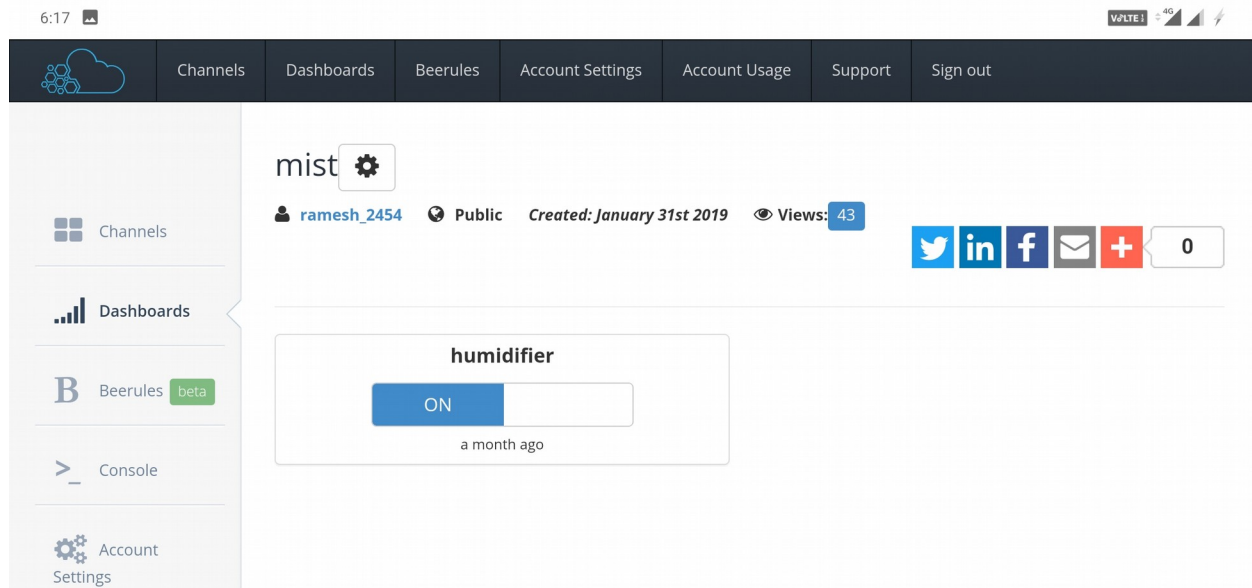 6:17 VoLTE 4G
Channels Dashboards Beerules Account Settings Account Usage Support Sign out
mist
ramesh_2454 Public Created: January 31st 2019 Views: 43
0
Channels
Dashboards
B Beerules beta
>_ Console
Account
Settings
humidifier
ON
a month ago